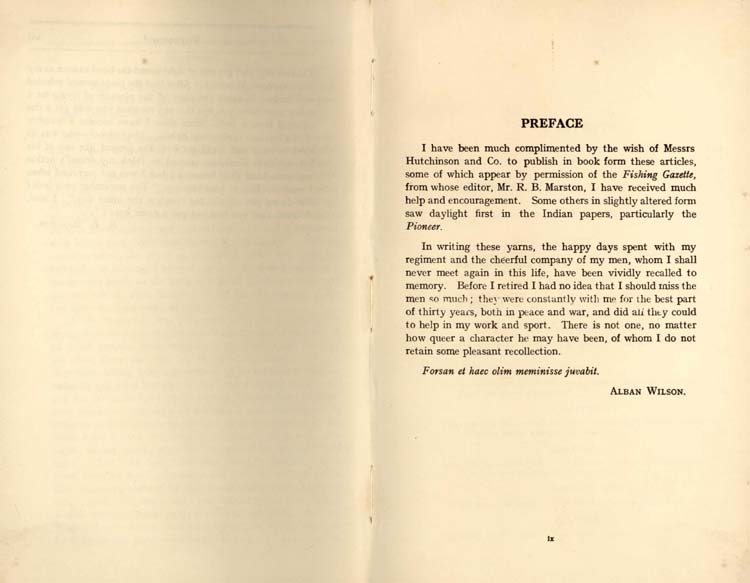 PREFACE
I have been much complimented by the wish of Messrs
Hutchinson and Co. to publish in book form these articles,
some of which appear by permission of the Fishing Gazette,
from whose editor, Mr. R. B. Marston, I have received much
help and encouragement. Some others in slightly altered form
saw daylight first in the Indian papers, particularly the
Pioneer.
In writing these yarns, the happy days spent with my
regiment and the cheerful company of my men, whom I shall
never meet again in this life, have been vividly recalled to
memory. Before I retired I had no idea that I should miss the
men so much; they were constantly with me for the best part
of thirty years, both in peace and war, and did all they could
to help in my work and sport. There is not one, no matter
how queer a character he may have been, of whom I do not
retain some pleasant recollection.
Forsan et haec olim meminisse juvabit.
ALBAN WILSON.
ix